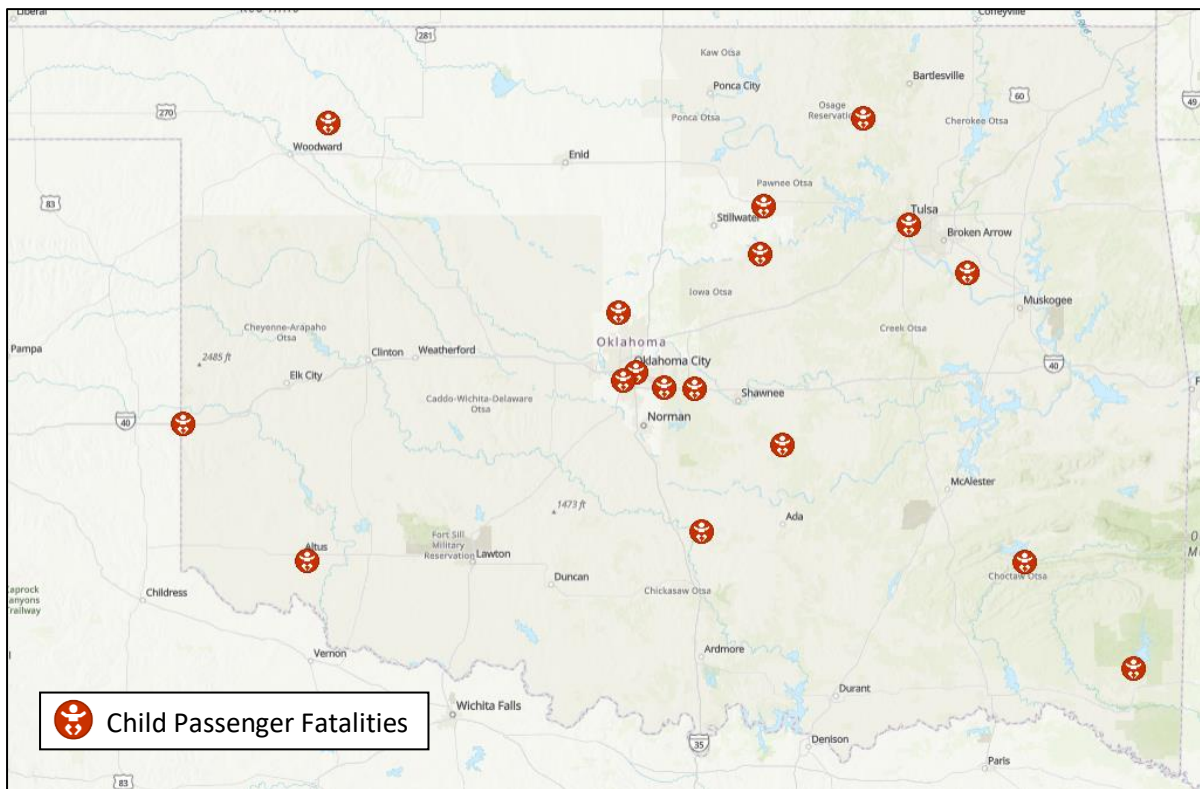 Liberal
Coffeyville
281
Kaw Otsa
Bartlesville
Ponca City
60
49
270
Osage
Reservation
Ponca Otsa
Cherokee Otsa
Woodward
Enid
Pawnee Otsa
83
Tulsa
Stillwater
Broken Arrow
Iowa Otsa
Muskogee
Cheyenne-Arapaho
Otsa
Creek Otsa
Oklahoma
Pampa
2485 ft
Clinton
Weatherford
Oklahoma City
40
Elk City
Caddo-Wichita-Delaware
Otsa
Shawnee
40
Norman
McAlester
1473 ft
Ada
Fort Sill
Military
Reservation
Altus
Lawton
Choctaw Otsa
Duncan
Chickasaw Otsa
Childress
Vernon
Ardmore
Durant
Wichita Falls
Child Passenger Fatalities
35
Denison
Paris
83